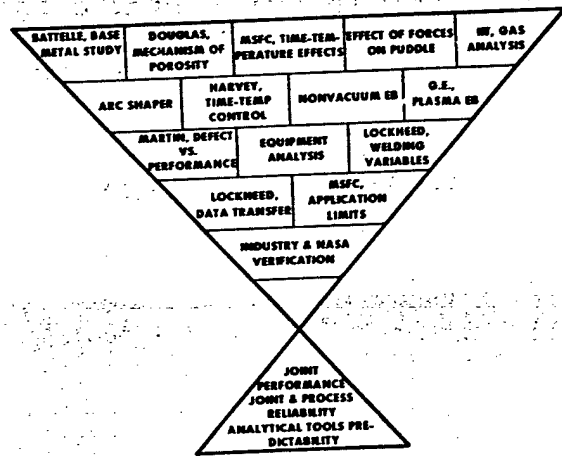 BATTELLE, BASE
METAL STUDY
DOUGLAS,
MECHANISM OF
POROSITY
MSFC, TIME-TEM-
PERATURE EFFECTS
EFFECT OF FORCES
ON PUDDLE
GAS
ANALYSIS
ARC SHAPER
HARVEY,
TIME-TEMP
CONTROL
NONVACUUM EB
G.E.,
PLASMA EB
MARTIN, DEFECT
VS.
PERFORMANCE
EQUIPMENT
ANALYSIS
LOCKHEED,
WELDING
VARIABLES
LOCKHEED,
DATA TRANSFER
MSFC,
APPLICATION
LIMITS
INDUSTRY & NASA
VERIFICATION
JOINT
PERFORMANCE
JOINT & PROCESS
RELIABILITY
ANALYTICAL TOOLS PRE-
DICTABILITY